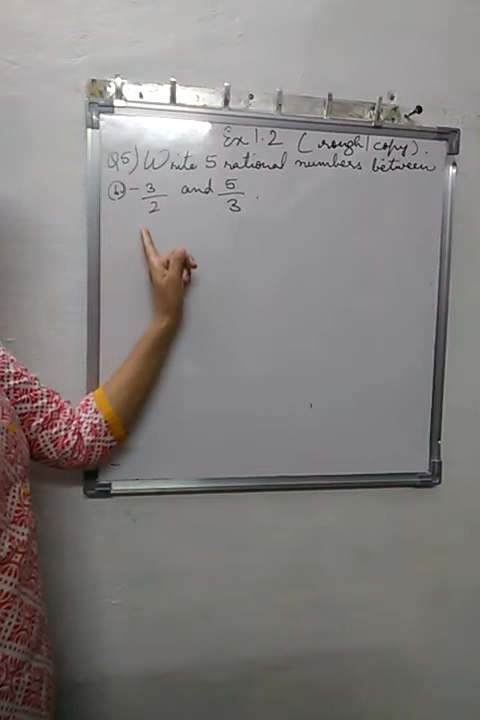 Ex 1.2 (rough/copy).
Q5) Write 5 rational numbers between
(b) -3/2 and 5/3.